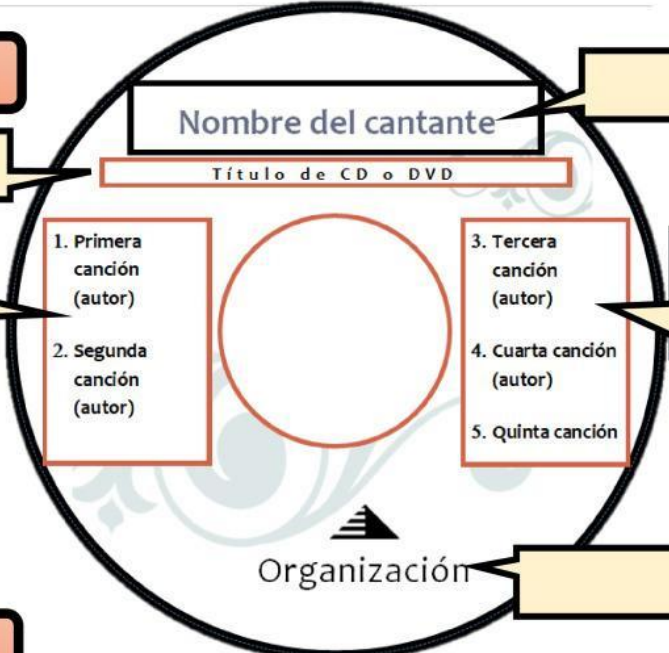 Nombre del cantante
Título de CD o DVD
1. Primera
canción
(autor)
2. Segunda
canción
(autor)
3. Tercera
canción
(autor)
4. Cuarta canción
(autor)
5. Quinta canción
Organización